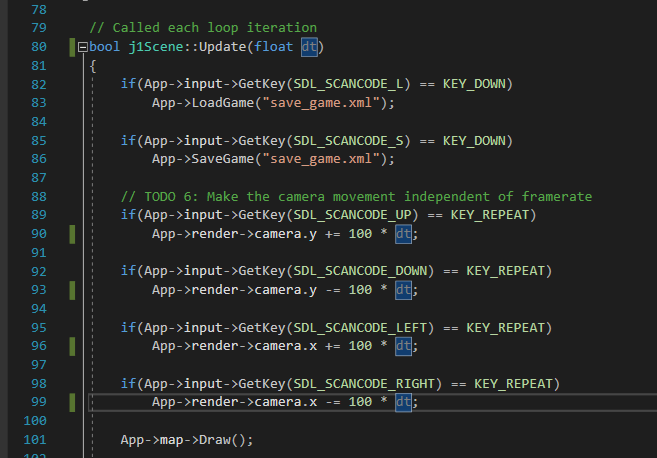 78
79 // Called each loop iteration
80 bool j1Scene::Update(float dt)
81 {
82 if(App->input->GetKey(SDL_SCANCODE_L) == KEY_DOWN)
83 App->LoadGame("save_game.xml");
84
85 if(App->input->GetKey(SDL_SCANCODE_S) == KEY_DOWN)
86 App->SaveGame("save_game.xml");
87
88 // TODO 6: Make the camera movement independent of framerate
89 if(App->input->GetKey(SDL_SCANCODE_UP) == KEY_REPEAT)
90 App->render->camera.y += 100 * dt;
91
92 if(App->input->GetKey(SDL_SCANCODE_DOWN) == KEY_REPEAT)
93 App->render->camera.y -= 100 * dt;
94
95 if(App->input->GetKey(SDL_SCANCODE_LEFT) == KEY_REPEAT)
96 App->render->camera.x += 100 * dt;
97
98 if(App->input->GetKey(SDL_SCANCODE_RIGHT) == KEY_REPEAT)
99 App->render->camera.x -= 100 * dt;
100
101 App->map->Draw();
102